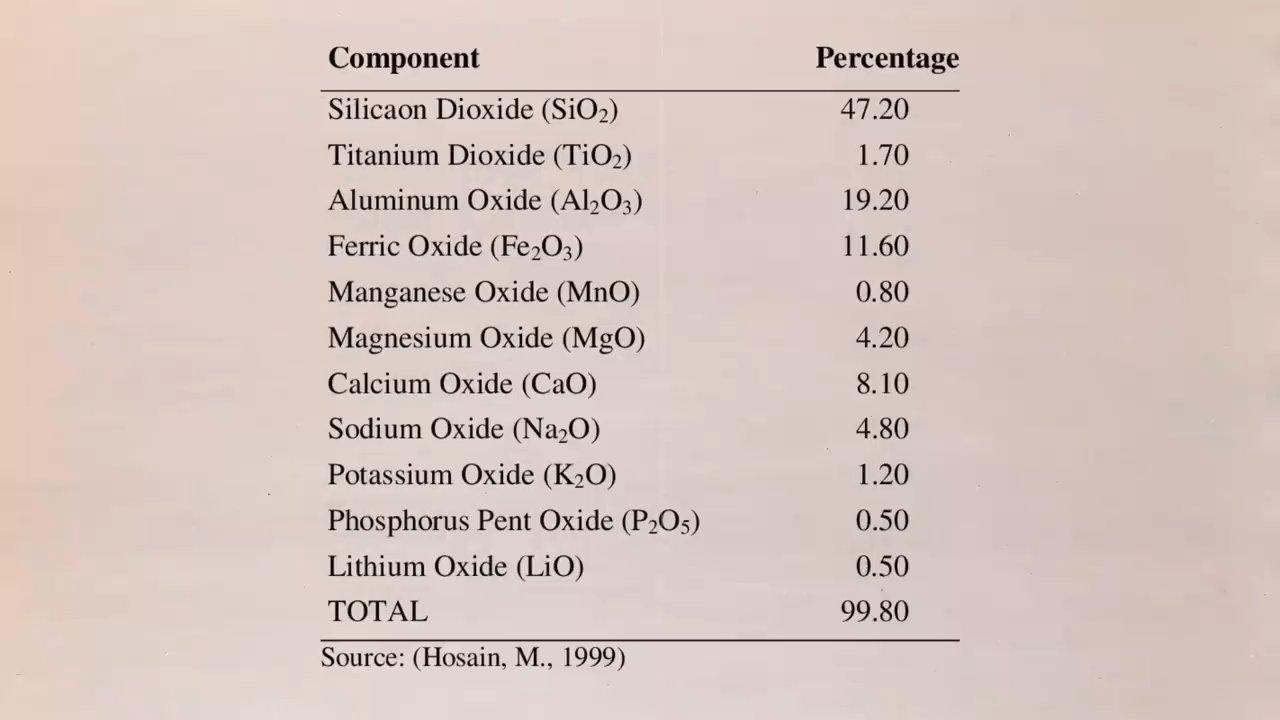 Component Percentage
Silicaon Dioxide (SiO₂) 47.20
Titanium Dioxide (TiO₂) 1.70
Aluminum Oxide (Al₂O₃) 19.20
Ferric Oxide (Fe₂O₃) 11.60
Manganese Oxide (MnO) 0.80
Magnesium Oxide (MgO) 4.20
Calcium Oxide (CaO) 8.10
Sodium Oxide (Na₂O) 4.80
Potassium Oxide (K₂O) 1.20
Phosphorus Pent Oxide (P₂O₅) 0.50
Lithium Oxide (LiO) 0.50
TOTAL 99.80
Source: (Hosain, M., 1999)